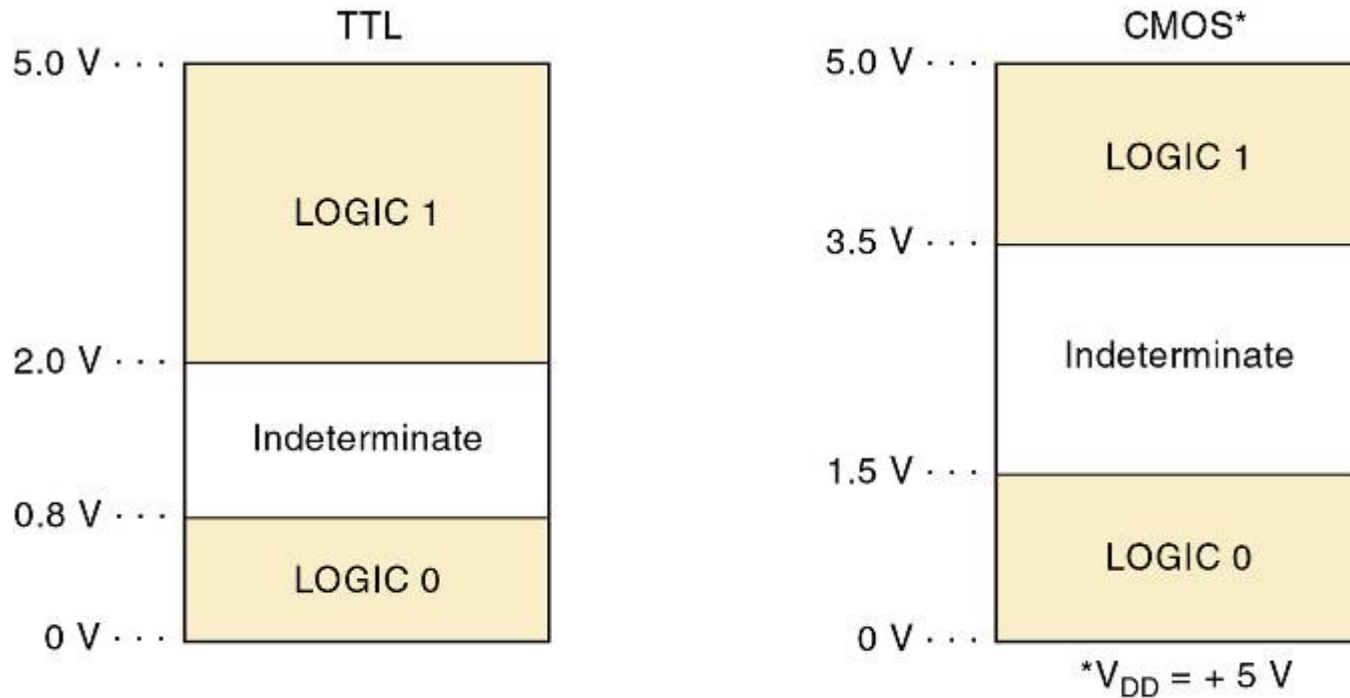 TTL
5.0 V · · ·
LOGIC 1
2.0 V · · ·
Indeterminate
0.8 V · · ·
LOGIC 0
0 V · · ·
CMOS*
5.0 V · · ·
LOGIC 1
3.5 V · · ·
Indeterminate
1.5 V · · ·
LOGIC 0
0 V · · ·
*VDD = + 5 V